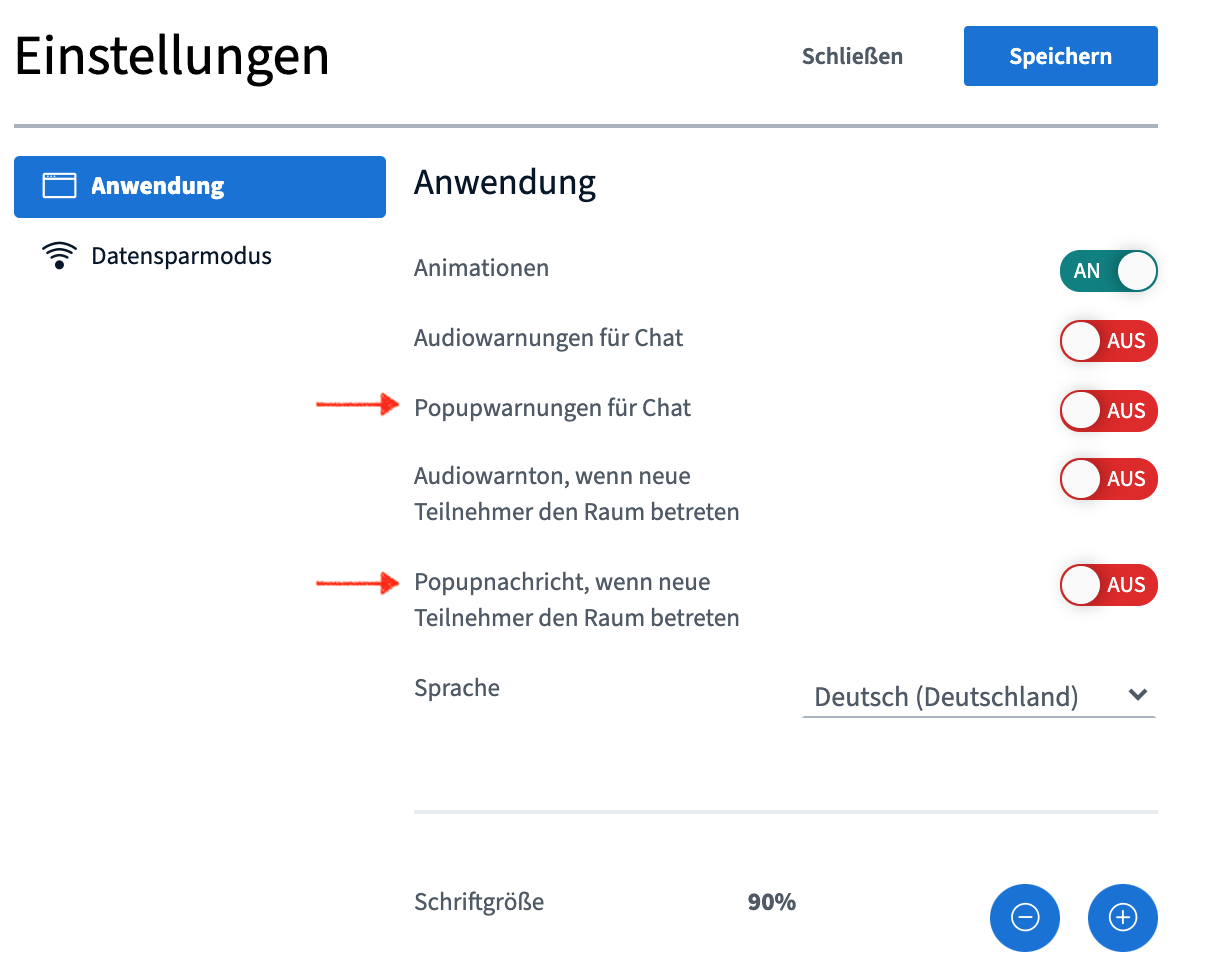 Einstellungen
Schließen
Speichern
Anwendung
Datensparmodus
Anwendung
Animationen
AN
Audiowarnungen für Chat
AUS
Popupwarnungen für Chat
AUS
Audiowarnton, wenn neue
Teilnehmer den Raum betreten
AUS
Popupnachricht, wenn neue
Teilnehmer den Raum betreten
AUS
Sprache
Deutsch (Deutschland)
Schriftgröße
90%